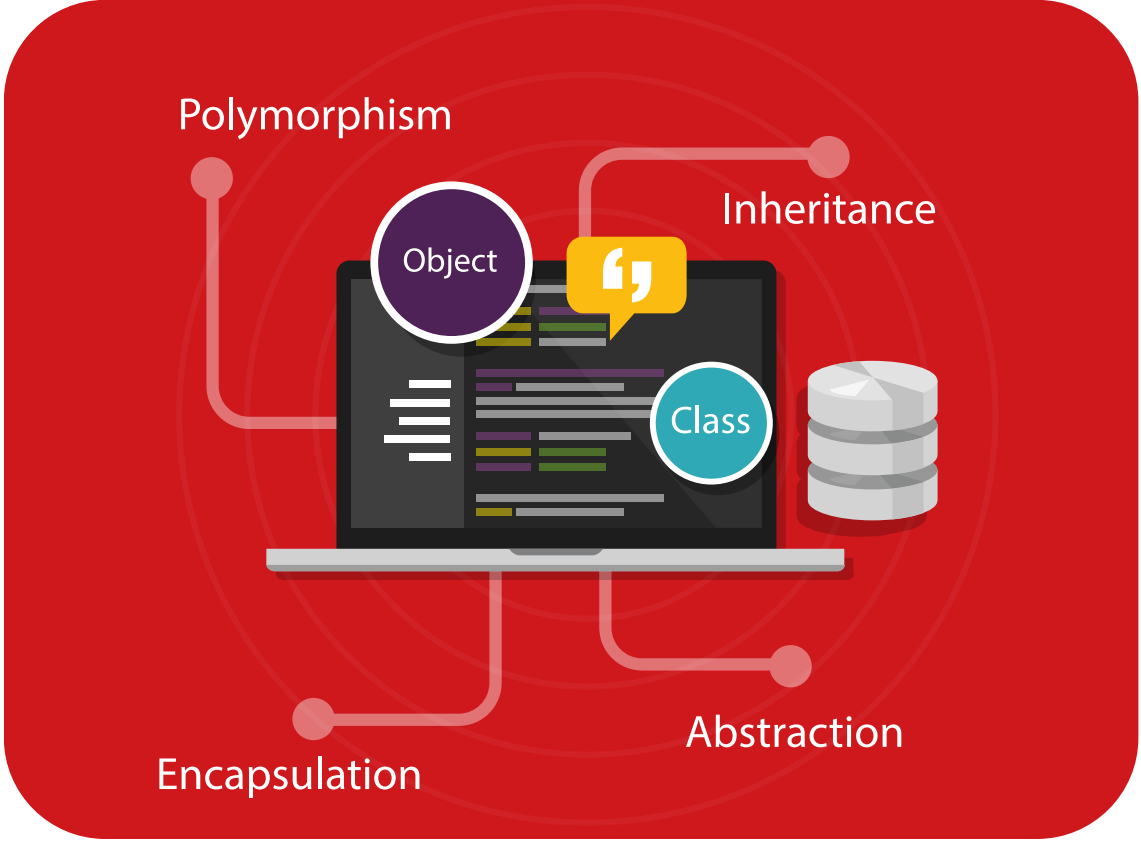 Polymorphism
Inheritance
Object
Class
Abstraction
Encapsulation